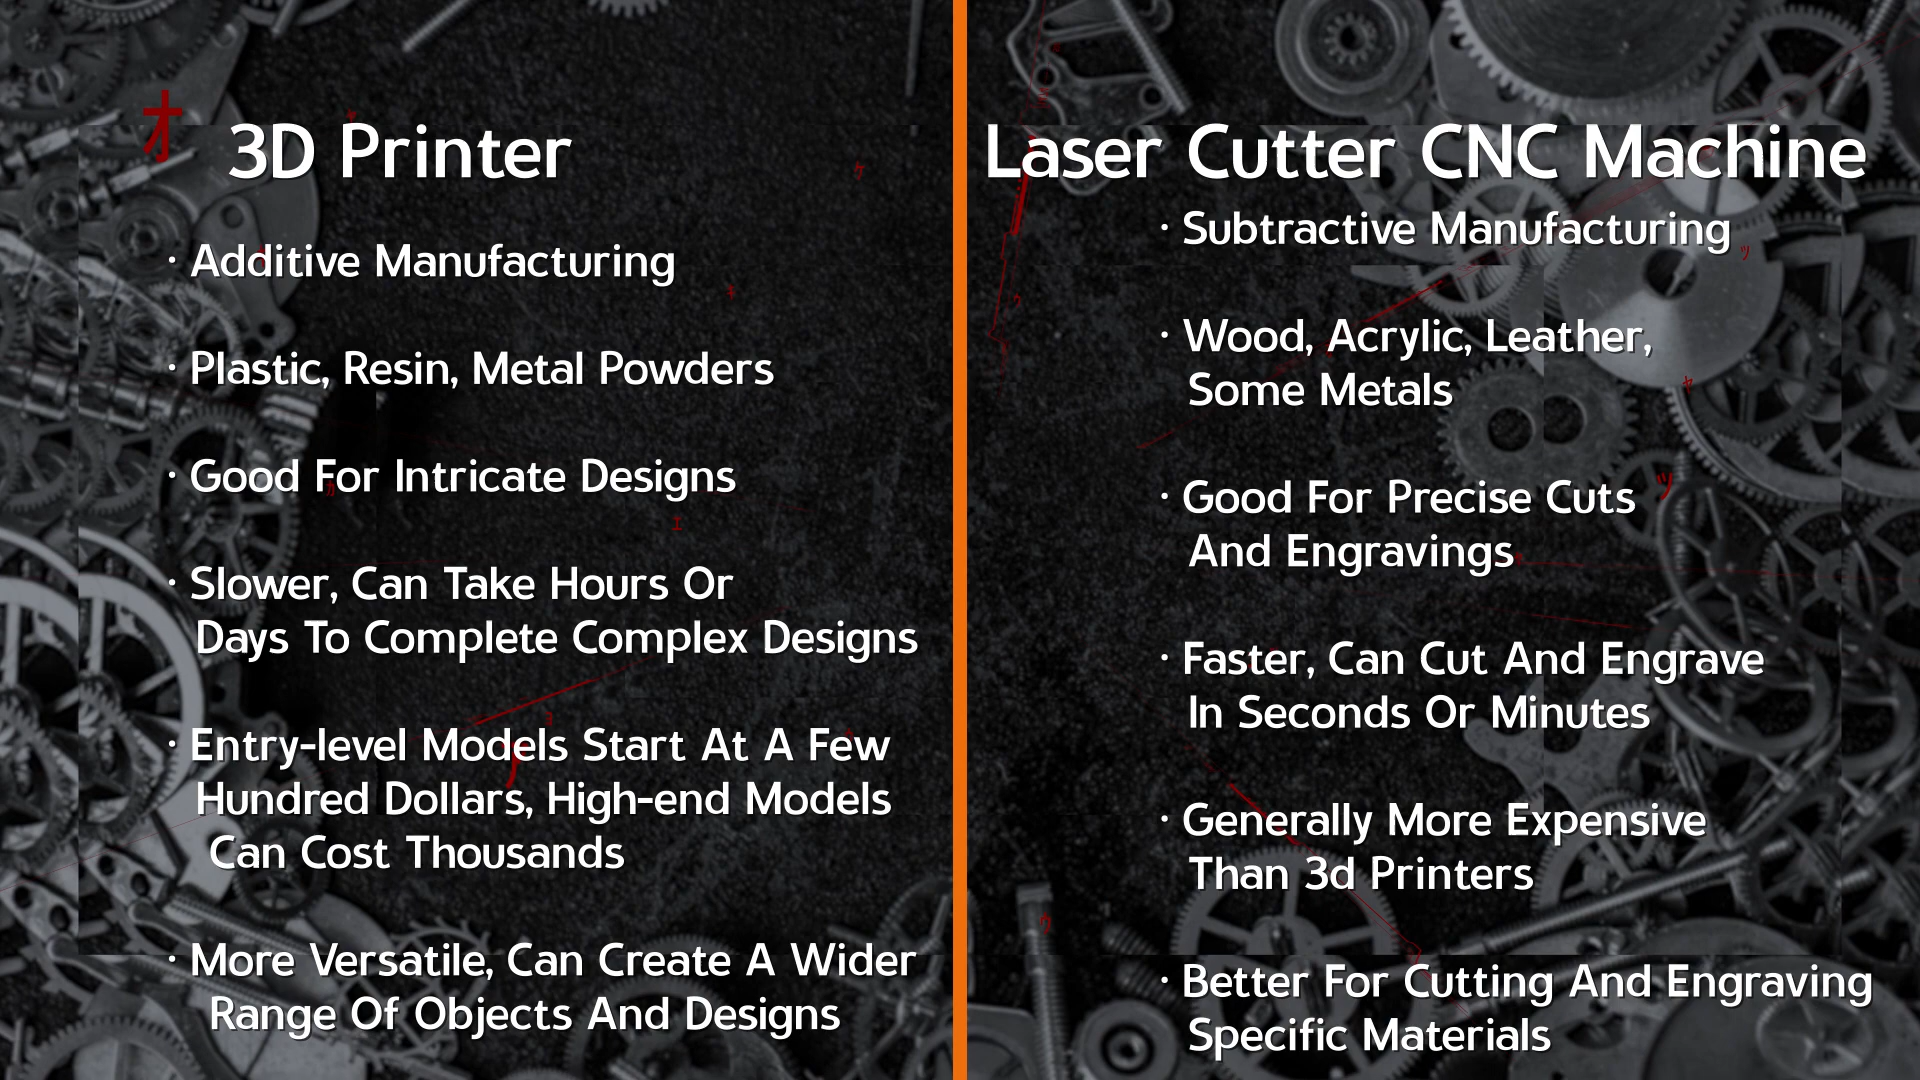 3D Printer
· Additive Manufacturing
· Plastic, Resin, Metal Powders
· Good For Intricate Designs
· Slower, Can Take Hours Or
Days To Complete Complex Designs
· Entry-level Models Start At A Few
Hundred Dollars, High-end Models
Can Cost Thousands
· More Versatile, Can Create A Wider
Range Of Objects And Designs
Laser Cutter CNC Machine
· Subtractive Manufacturing
· Wood, Acrylic, Leather,
Some Metals
· Good For Precise Cuts
And Engravings
· Faster, Can Cut And Engrave
In Seconds Or Minutes
· Generally More Expensive
Than 3d Printers
· Better For Cutting And Engraving
Specific Materials